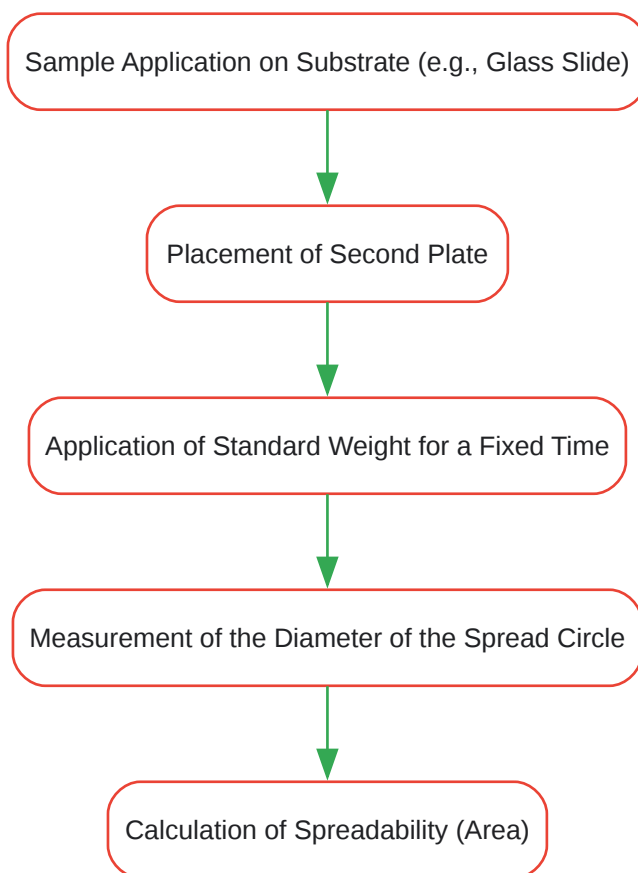 Sample Application on Substrate (e.g., Glass Slide)
Placement of Second Plate
Application of Standard Weight for a Fixed Time
Measurement of the Diameter of the Spread Circle
Calculation of Spreadability (Area)